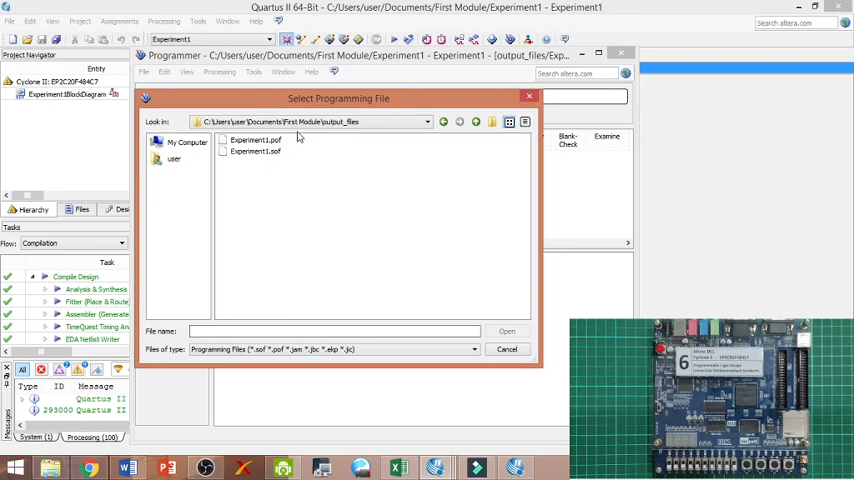 Quartus II 64-Bit - C:/Users/user/Documents/First Module/Experiment1 - Experiment1
File Edit View Project Assignments Processing Tools Window Help
Search altera.com
Experiment1
Project Navigator
Programmer - C:/Users/user/Documents/First Module/Experiment1 - Experiment1 - [output_files/Exp...
Entity
File Edit View Processing Tools Window Help
Search altera.com
Cyclone II: EP2C20F484C7
Experiment1BlockDiagram
Select Programming File
Look in:
C:\Users\user\Documents\First Module\output_files
My Computer
user
Experiment1.pof
Experiment1.sof
Blank-
Check
Examine
Hierarchy
Files
Tasks
Flow:
Compilation
Task
Compile Design
Analysis & Synthesis
Fitter (Place & Route
Assembler (Generate
TimeQuest Timing An
EDA Netlist Writer
File name:
Open
Files of type:
Programming Files (*.sof *.pof *.jam *.jbc *.ekp *.jic)
Cancel
All
Type ID Message
Quartus II
293000 Quartus II
Messages
System (1)
Processing (100)
6
Altera DE1